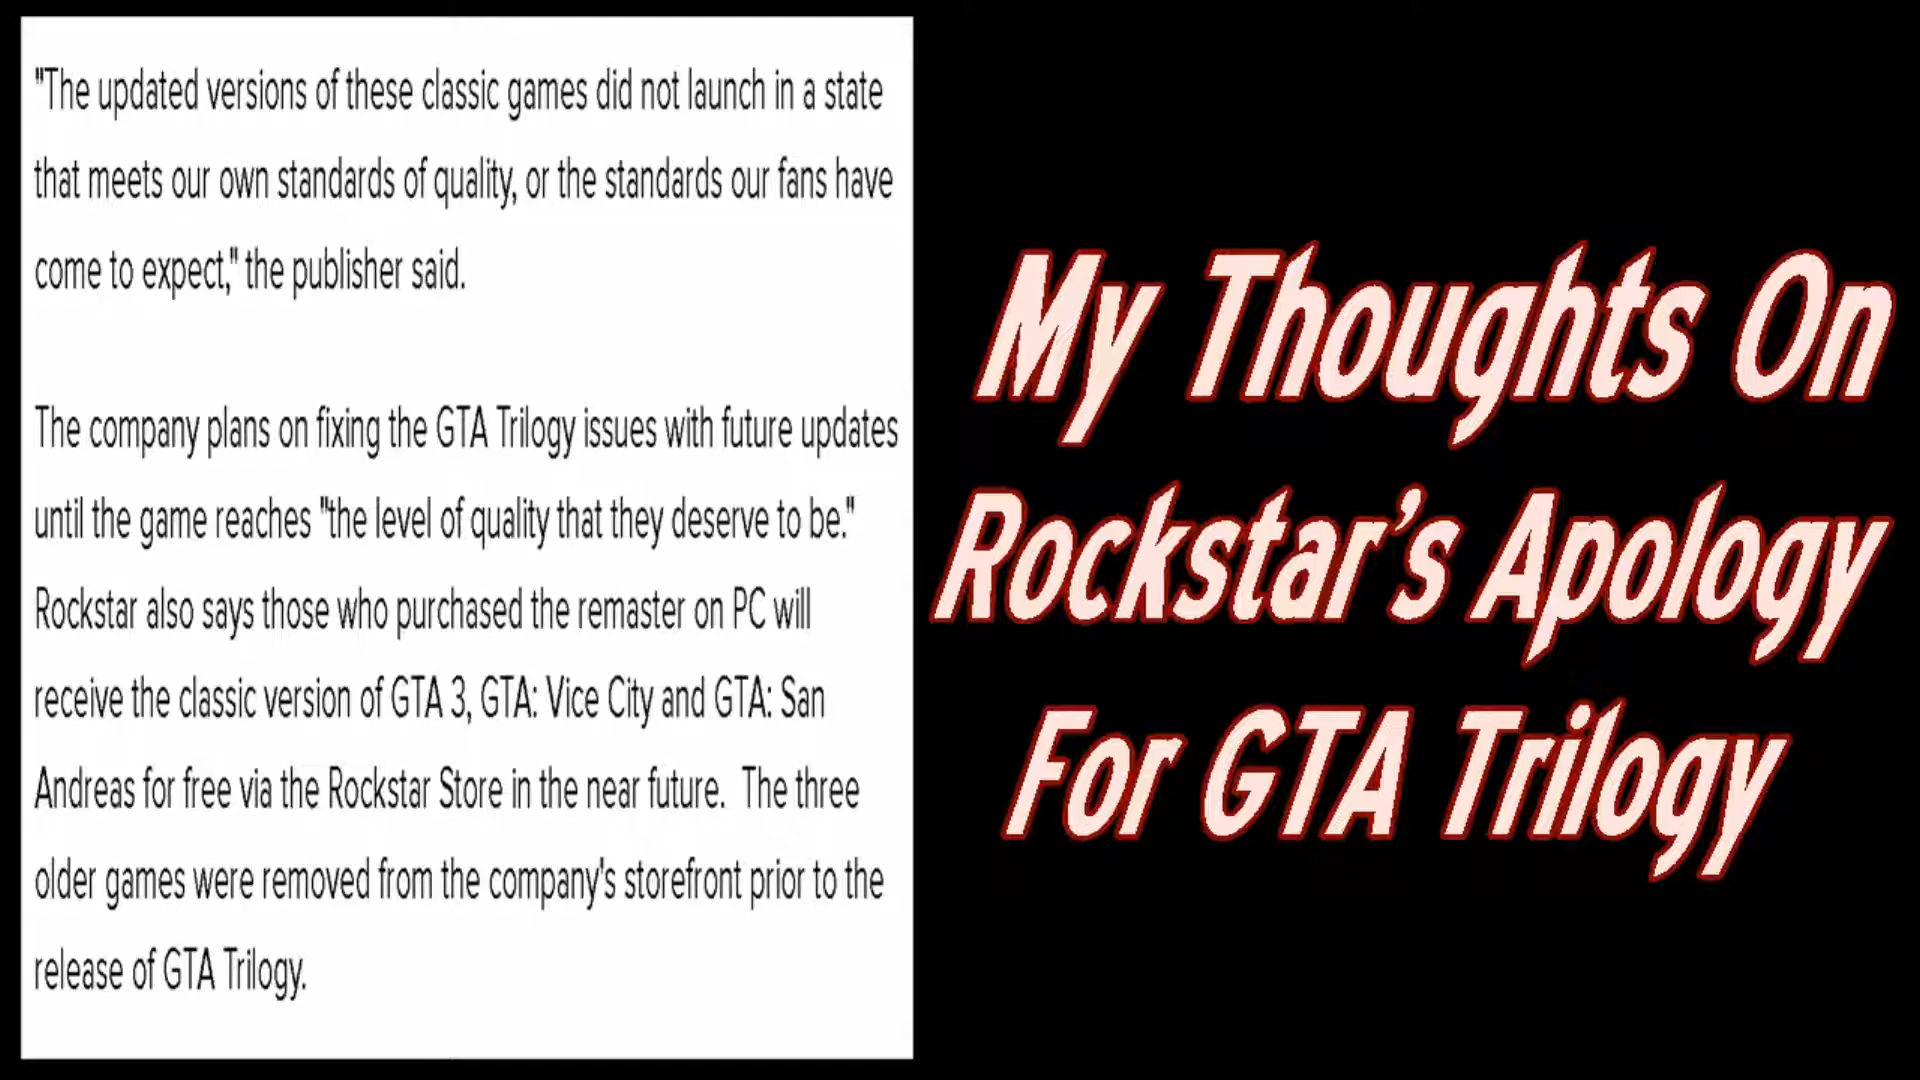 "The updated versions of these classic games did not launch in a state
that meets our own standards of quality, or the standards our fans have
come to expect," the publisher said.
The company plans on fixing the GTA Trilogy issues with future updates
until the game reaches "the level of quality that they deserve to be."
Rockstar also says those who purchased the remaster on PC will
receive the classic version of GTA 3, GTA: Vice City and GTA: San
Andreas for free via the Rockstar Store in the near future.  The three
older games were removed from the company's storefront prior to the
release of GTA Trilogy.
My Thoughts On
Rockstar's Apology
For GTA Trilogy